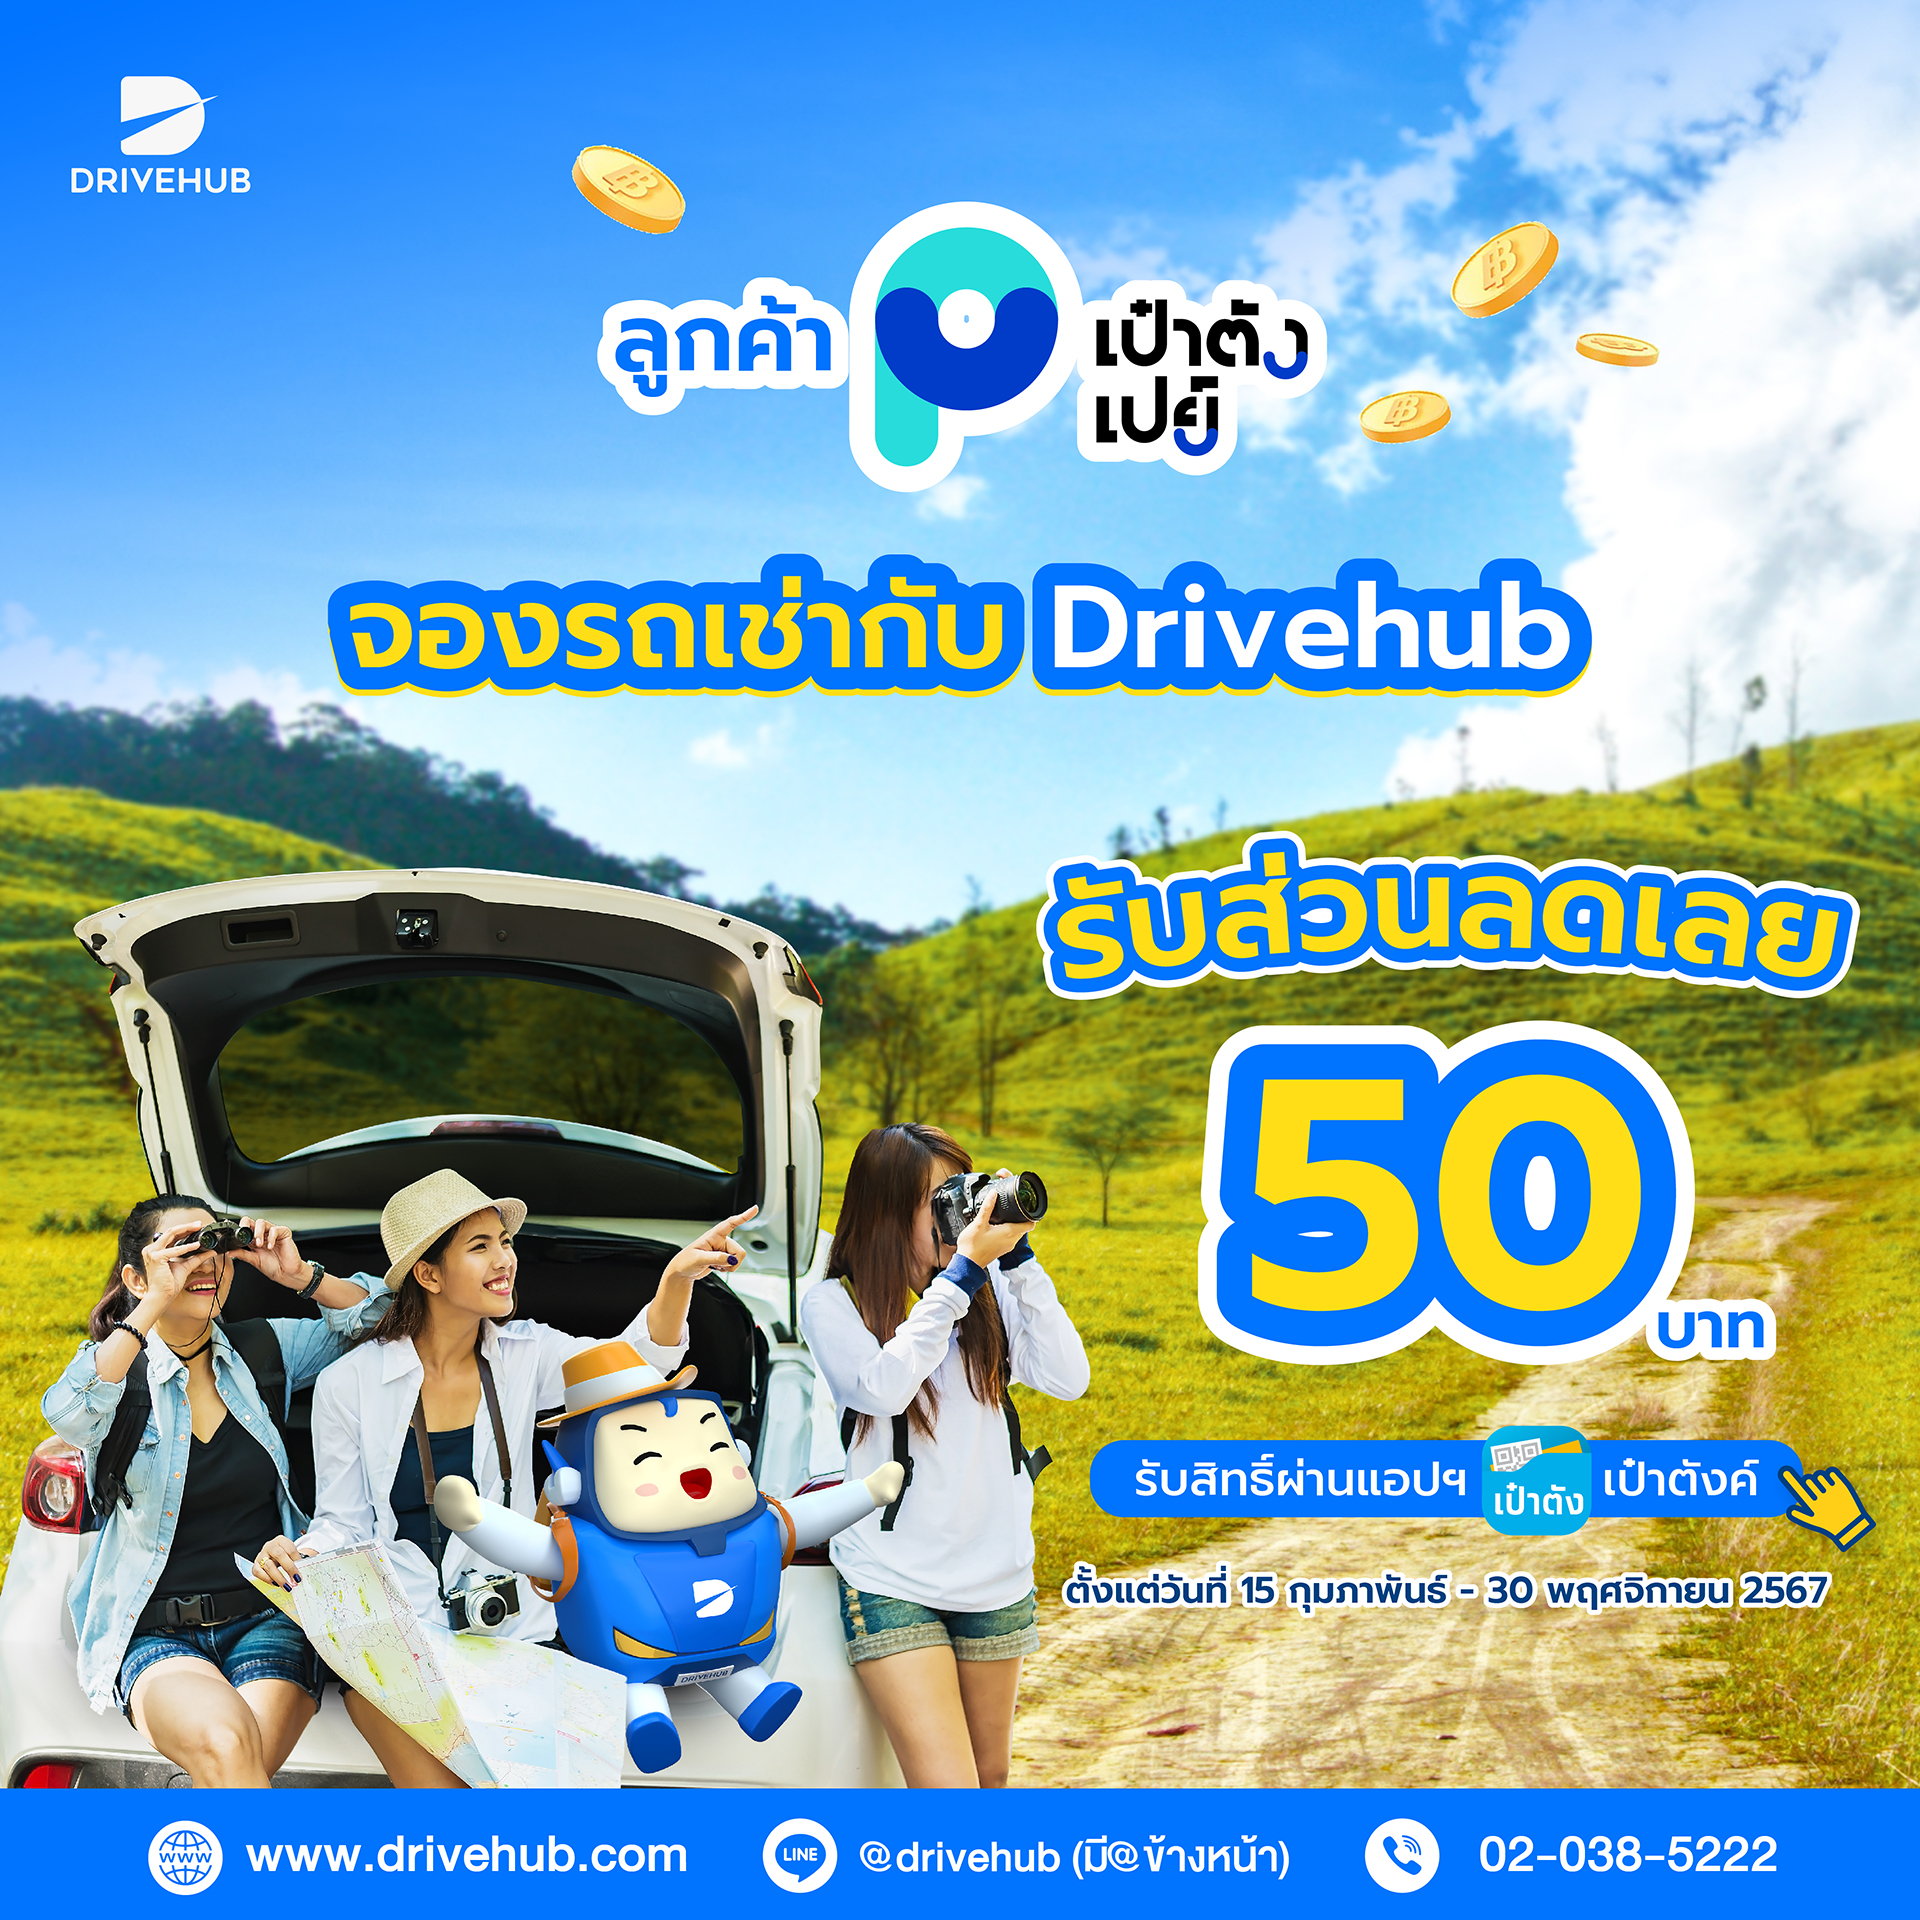 DRIVEHUB
ลูกค้า
เป๋าตัง
เปย์
จองรถเช่ากับ Drivehub
รับส่วนลดเลย
50
บาท
รับสิทธิ์ผ่านแอปฯ เป๋าตัง เป๋าตังค์
ตั้งแต่วันที่ 15 กุมภาพันธ์ - 30 พฤศจิกายน 2567
DRIVEHUB
www www.drivehub.com
LINE @drivehub (มี@ข้างหน้า)
02-038-5222